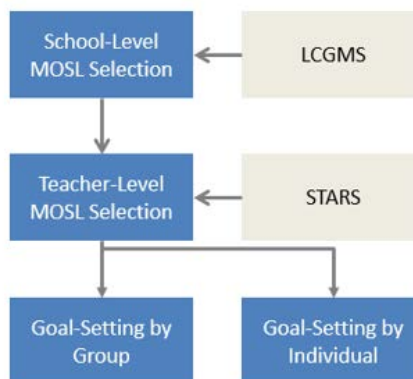 School-Level
MOSL Selection
LCGMS
Teacher-Level
MOSL Selection
STARS
Goal-Setting by
Group
Goal-Setting by
Individual